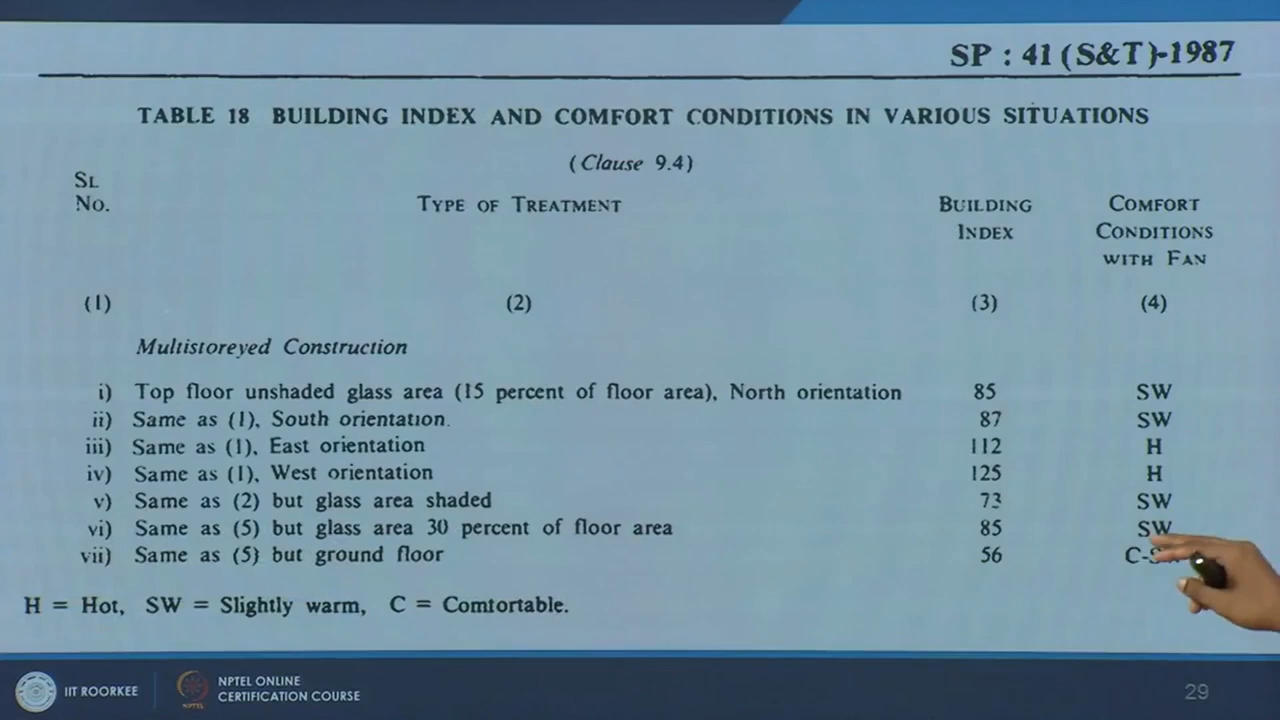 SP : 41 (S&T)-1987
TABLE 18 BUILDING INDEX AND COMFORT CONDITIONS IN VARIOUS SITUATIONS
(Clause 9.4)
SL NO. TYPE OF TREATMENT BUILDING INDEX COMFORT CONDITIONS WITH FAN
(1) (2) (3) (4)
Multistoreyed Construction
i) Top floor unshaded glass area (15 percent of floor area), North orientation 85 SW
ii) Same as (1), South orientation. 87 SW
iii) Same as (1), East orientation 112 H
iv) Same as (1), West orientation 125 H
v) Same as (2) but glass area shaded 73 SW
vi) Same as (5) but glass area 30 percent of floor area 85 SW
vii) Same as (5) but ground floor 56
H = Hot, SW = Slightly warm, C = Comtortable.
IIT ROORKEE
NPTEL ONLINE
CERTIFICATION COURSE
NPTEL
29